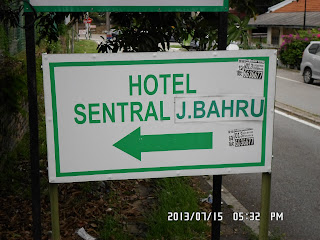 HOTEL
SENTRAL J.BAHRU
2013/07/15 05:32 PM